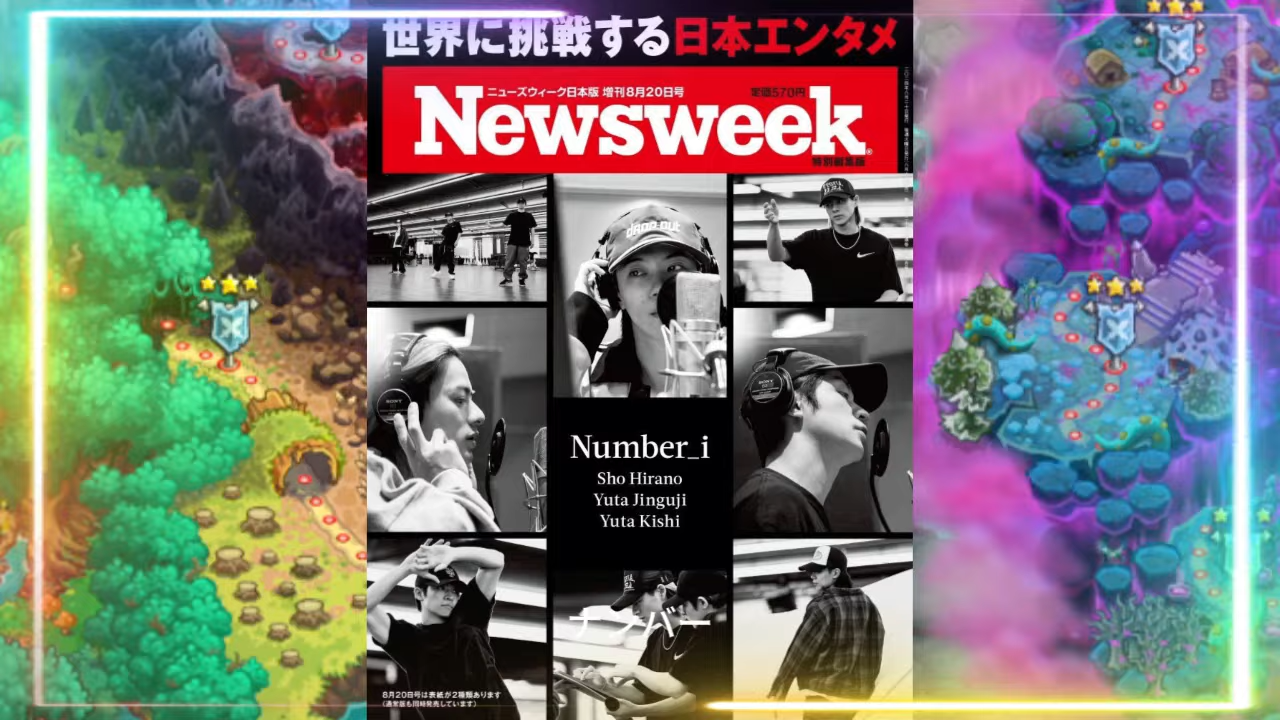 世界に挑戦する日本エンタメ
ニューズウィーク日本版 増刊8月20日号
定価570円
Newsweek
特別編集版
DROP OUT
SONY
Number_i
Sho Hirano
Yuta Jinguji
Yuta Kishi
ナンバー
8月20日号は表紙が2種類あります
（通常版も同時発売しています）